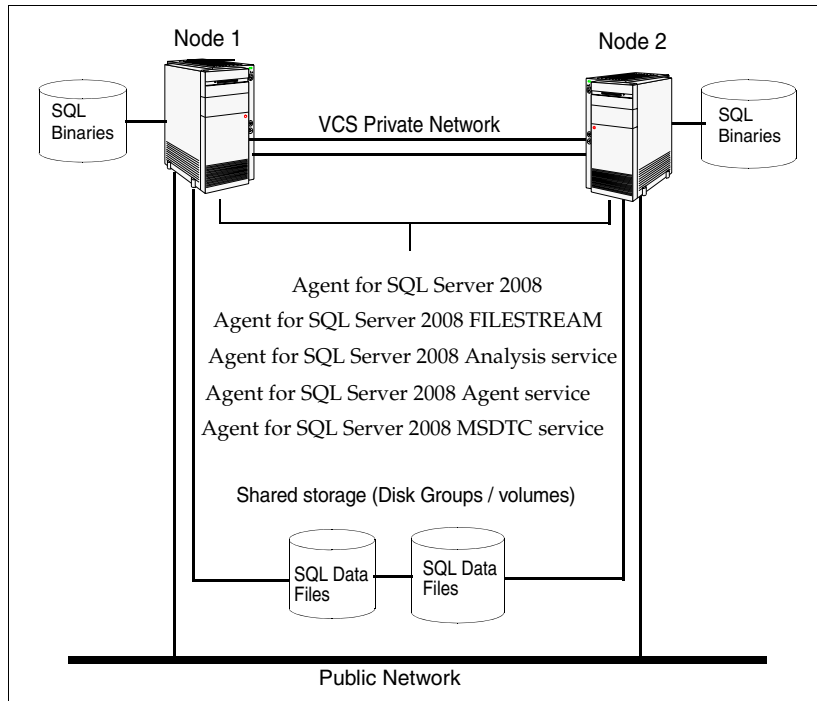 Node 1
Node 2
SQL
Binaries
VCS Private Network
SQL
Binaries
Agent for SQL Server 2008
Agent for SQL Server 2008 FILESTREAM
Agent for SQL Server 2008 Analysis service
Agent for SQL Server 2008 Agent service
Agent for SQL Server 2008 MSDTC service
Shared storage (Disk Groups / volumes)
SQL Data
Files
SQL Data
Files
Public Network